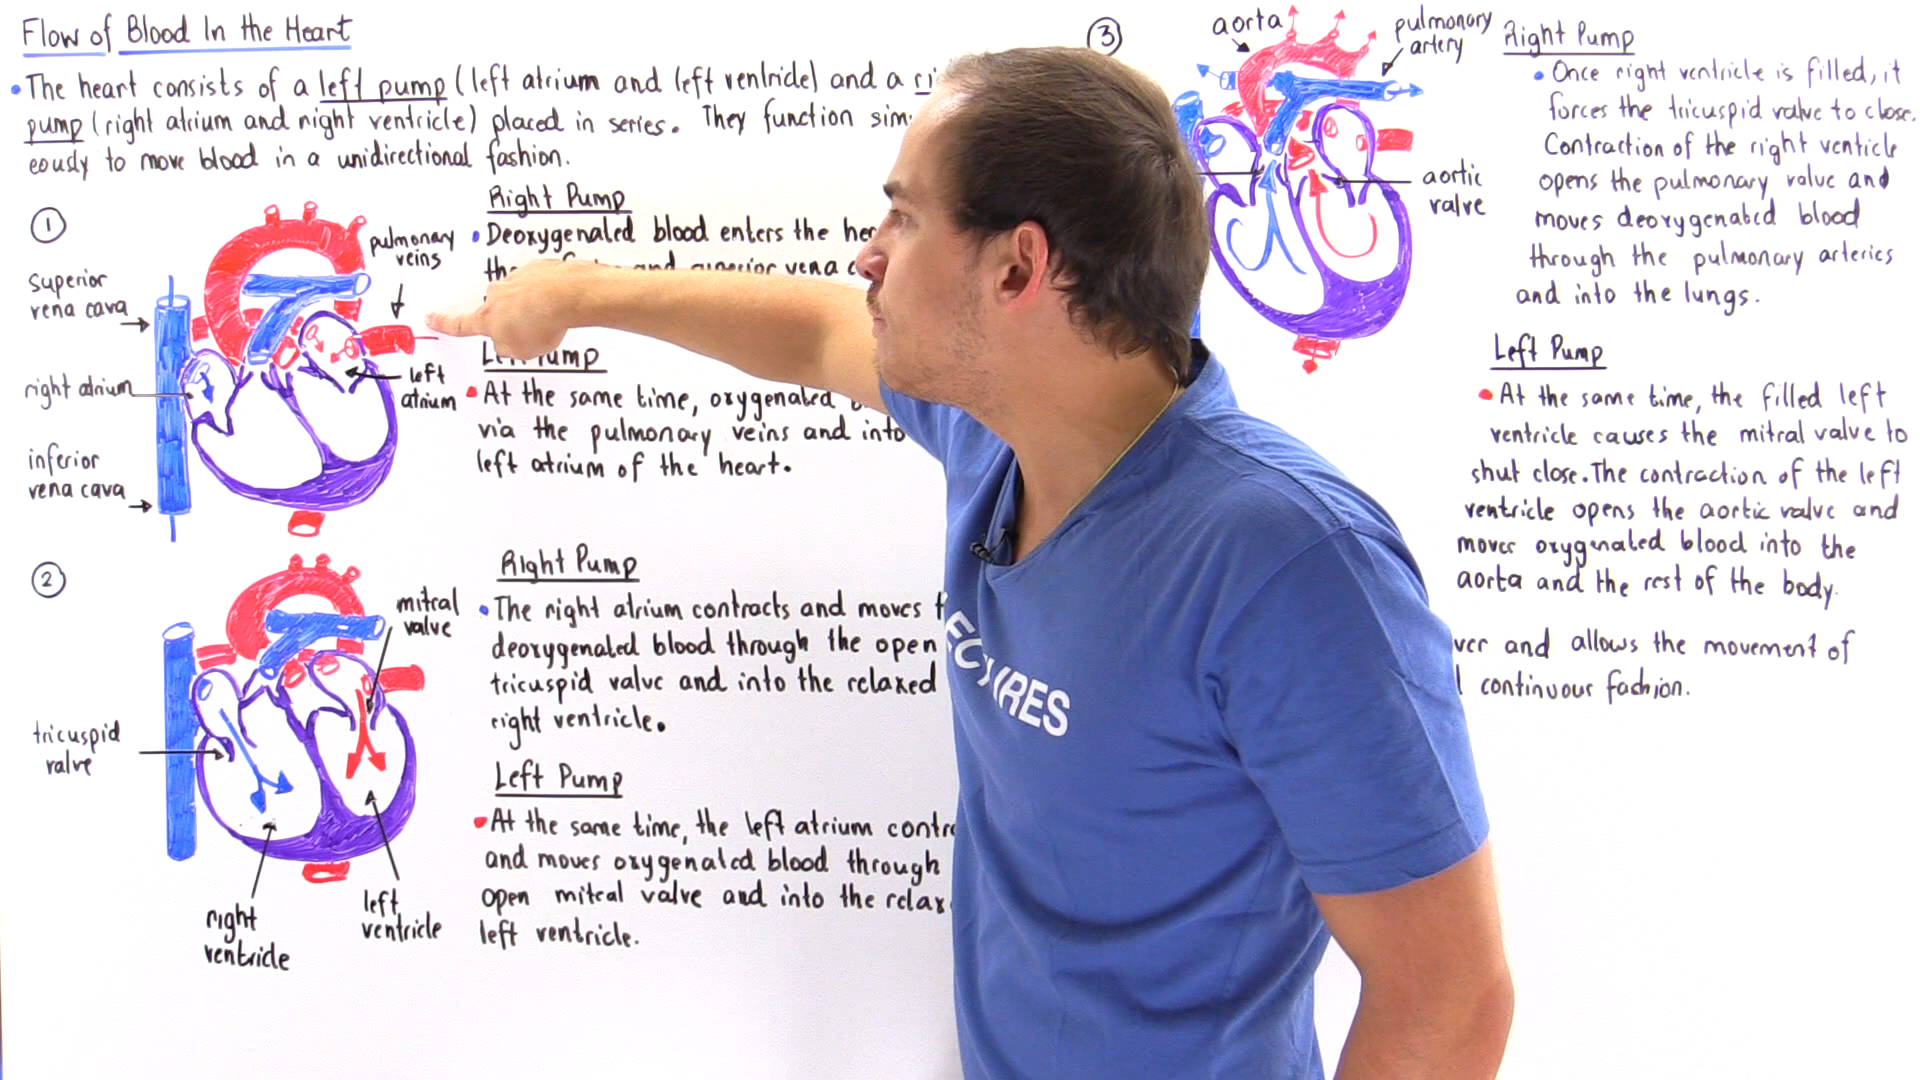 Flow of Blood In the Heart
• The heart consists of a left pump (left atrium and left ventricle) and a
pump (right atrium and right ventricle) placed in series. They function
eously to move blood in a unidirectional fashion.
1
superior
vena cava
right atrium
inferior
vena cava
pulmonary
veins
left
atrium
Right Pump
• Deoxygenated blood enters the
and superior vena
Left Pump
• At the same time, oxygenated
via the pulmonary veins and into
left atrium of the heart.
2
mitral
valve
tricuspid
valve
right
ventricle
left
ventricle
Right Pump
• The right atrium contracts and moves
deoxygenated blood through the open
tricuspid valve and into the relaxed
right ventricle.
Left Pump
• At the same time, the left atrium
and moves oxygenated blood through
open mitral valve and into the
left ventricle.
3
aorta
pulmonary
artery
aortic
valve
Right Pump
• Once right ventricle is filled, it
forces the tricuspid valve to close.
Contraction of the right ventricle
opens the pulmonary valve and
moves deoxygenated blood
through the pulmonary arteries
and into the lungs.
Left Pump
• At the same time, the filled left
ventricle causes the mitral valve to
shut close. The contraction of the left
ventricle opens the aortic valve and
moves oxygenated blood into the
aorta and the rest of the body.
and allows the movement of
continuous fashion.